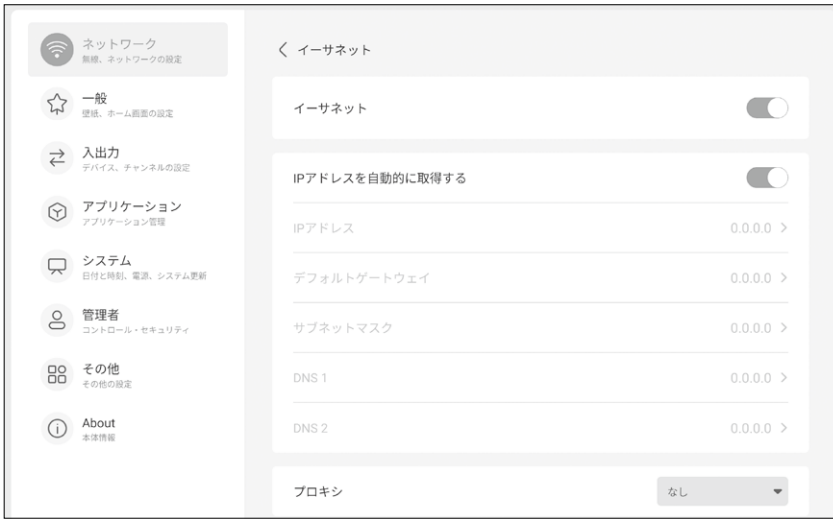 ネットワーク
無線、ネットワークの設定
一般
壁紙、ホーム画面の設定
入出力
デバイス、チャンネルの設定
アプリケーション
アプリケーション管理
システム
日付と時刻、電源、システム更新
管理者
コントロール・セキュリティ
その他
その他の設定
About
本体情報
イーサネット
イーサネット
IPアドレスを自動的に取得する
IPアドレス 0.0.0.0
デフォルトゲートウェイ 0.0.0.0
サブネットマスク 0.0.0.0
DNS 1 0.0.0.0
DNS 2 0.0.0.0
プロキシ なし